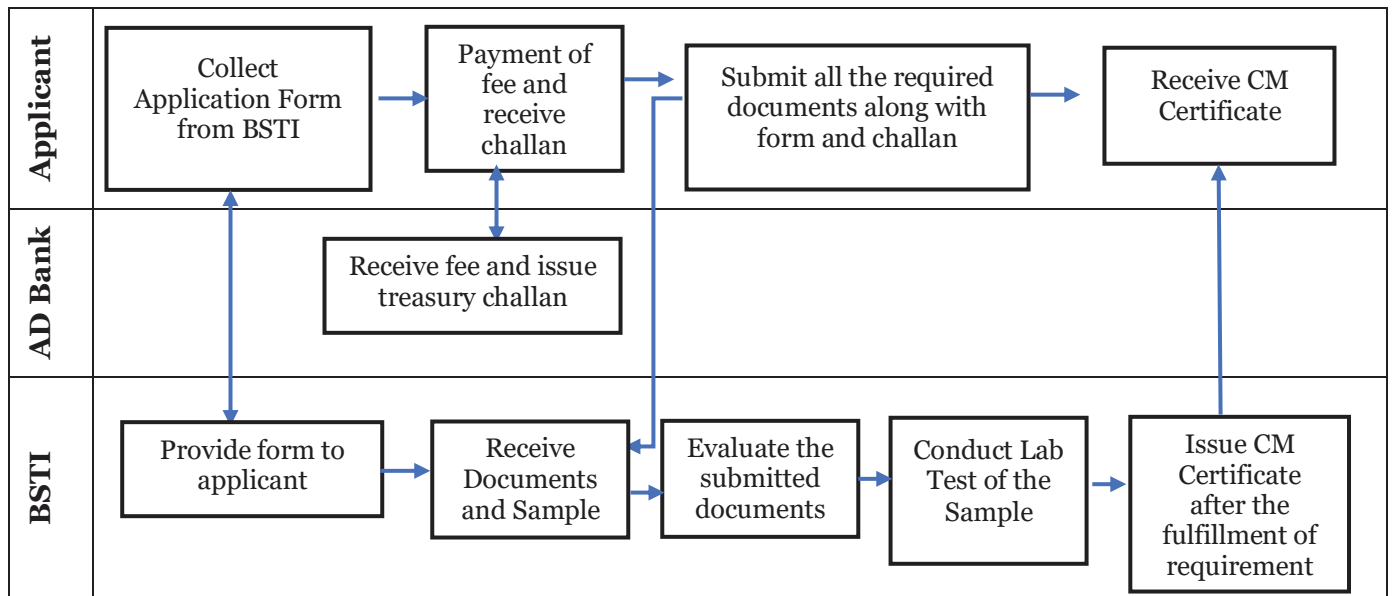 Applicant
Collect
Application Form
from BSTI
Payment of
fee and
receive
challan
Submit all the required
documents along with
form and challan
Receive CM
Certificate
AD Bank
Receive fee and issue
treasury challan
BSTI
Provide form to
applicant
Receive
Documents
and Sample
Evaluate the
submitted
documents
Conduct Lab
Test of the
Sample
Issue CM
Certificate
after the
fulfillment of
requirement